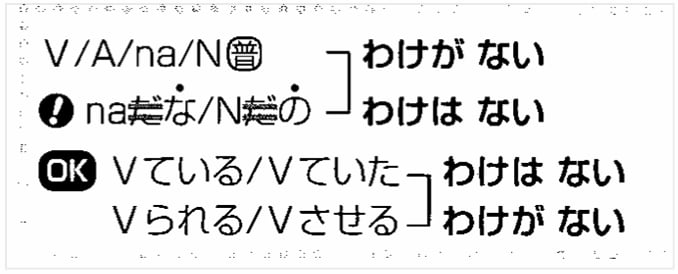 V/A/na/N普 わけが ない
! naだな/Nだの わけは ない
OK Vている/Vていた わけは ない
Vられる/Vさせる わけが ない